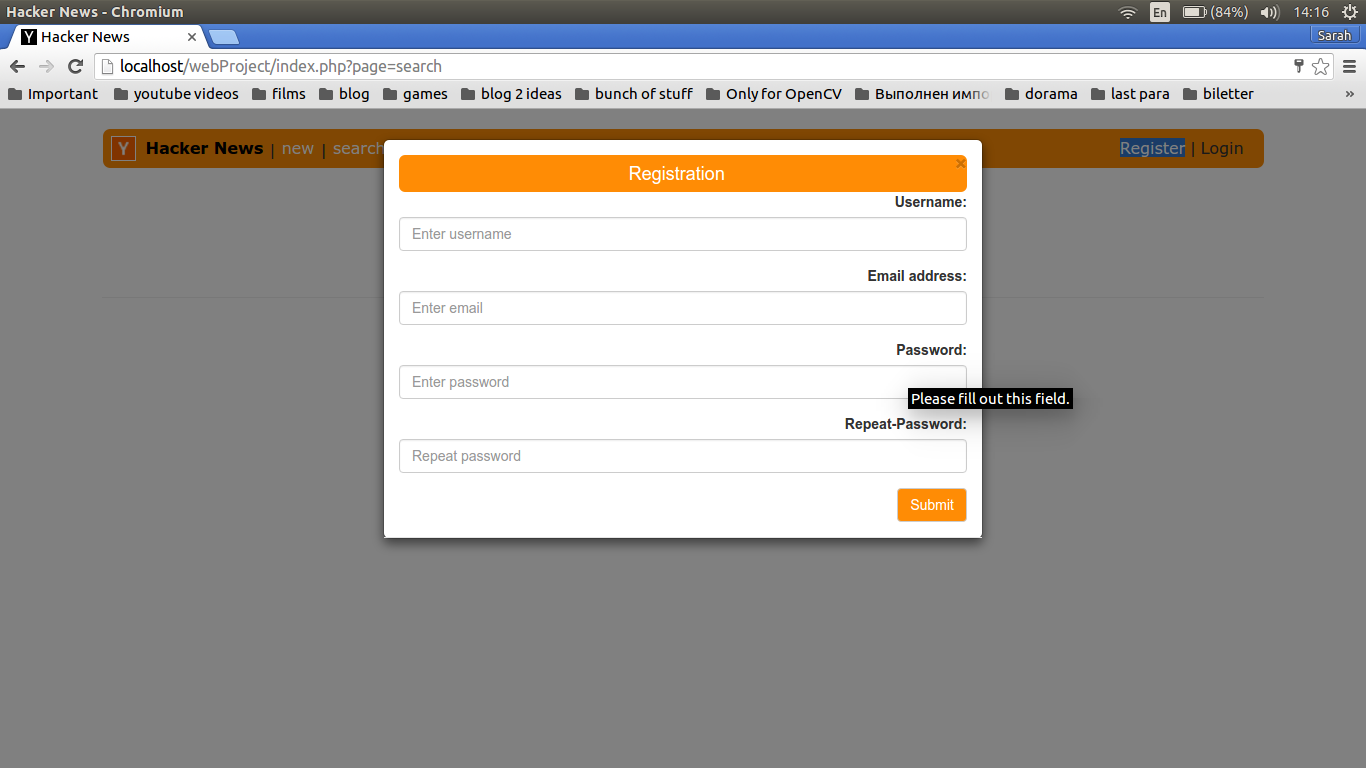 Hacker News - Chromium
En (84%) 14:16
Y Hacker News × Sarah
localhost/webProject/index.php?page=search
Important youtube videos films blog games blog 2 ideas bunch of stuff Only for OpenCV Выполнен импо dorama last para biletter »
Y Hacker News | new | search
Register | Login
Registration ×
Username:
Enter username
Email address:
Enter email
Password:
Enter password
Please fill out this field.
Repeat-Password:
Repeat password
Submit